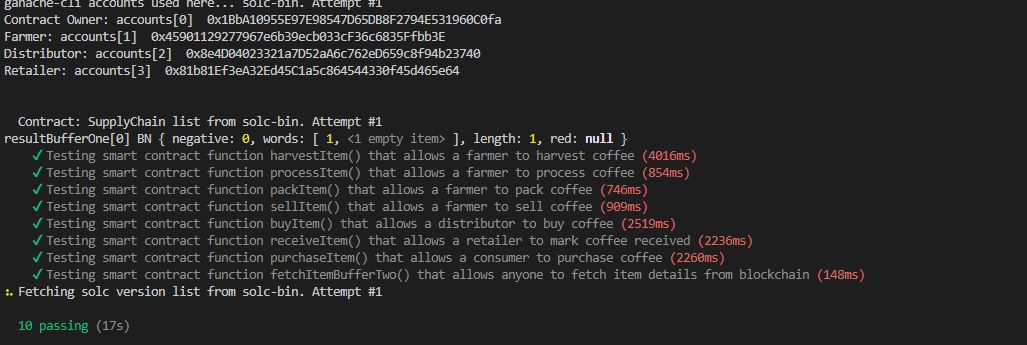 ganache-cli accounts used here... solc-bin. Attempt #1
Contract Owner: accounts[0]  0x1BbA10955E97E98547D65DB8F2794E531960C0fa
Farmer: accounts[1]  0x45901129277967e6b39ecb033cF36c6835Ffbb3E
Distributor: accounts[2]  0x8e4D04023321a7D52aA6c762eD659c8f94b23740
Retailer: accounts[3]  0x81b81Ef3eA32Ed45C1a5c864544330f45d465e64
Contract: SupplyChain list from solc-bin. Attempt #1
resultBufferOne[0] BN { negative: 0, words: [ 1, <1 empty item> ], length: 1, red: null }
✓ Testing smart contract function harvestItem() that allows a farmer to harvest coffee (4016ms)
✓ Testing smart contract function processItem() that allows a farmer to process coffee (854ms)
✓ Testing smart contract function packItem() that allows a farmer to pack coffee (746ms)
✓ Testing smart contract function sellItem() that allows a farmer to sell coffee (909ms)
✓ Testing smart contract function buyItem() that allows a distributor to buy coffee (2519ms)
✓ Testing smart contract function receiveItem() that allows a retailer to mark coffee received (2236ms)
✓ Testing smart contract function purchaseItem() that allows a consumer to purchase coffee (2260ms)
✓ Testing smart contract function fetchItemBufferTwo() that allows anyone to fetch item details from blockchain (148ms)
Fetching solc version list from solc-bin. Attempt #1
10 passing (17s)